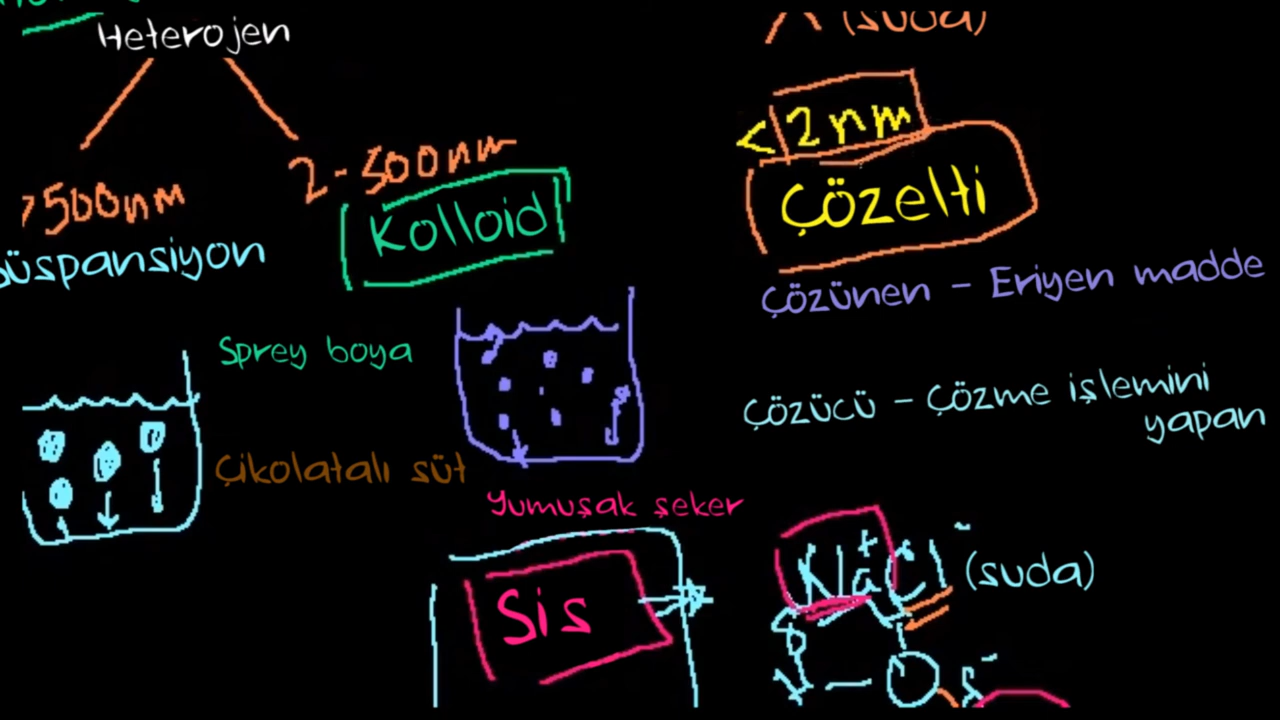 Heterojen
(suda)
>500nm
2-500nm
<2nm
süspansiyon
Kolloid
Çözelti
Çözünen - Eriyen madde
Sprey boya
Çözücü - Çözme işlemini
yapan
Çikolatalı süt
Yumuşak şeker
Sis
(suda)